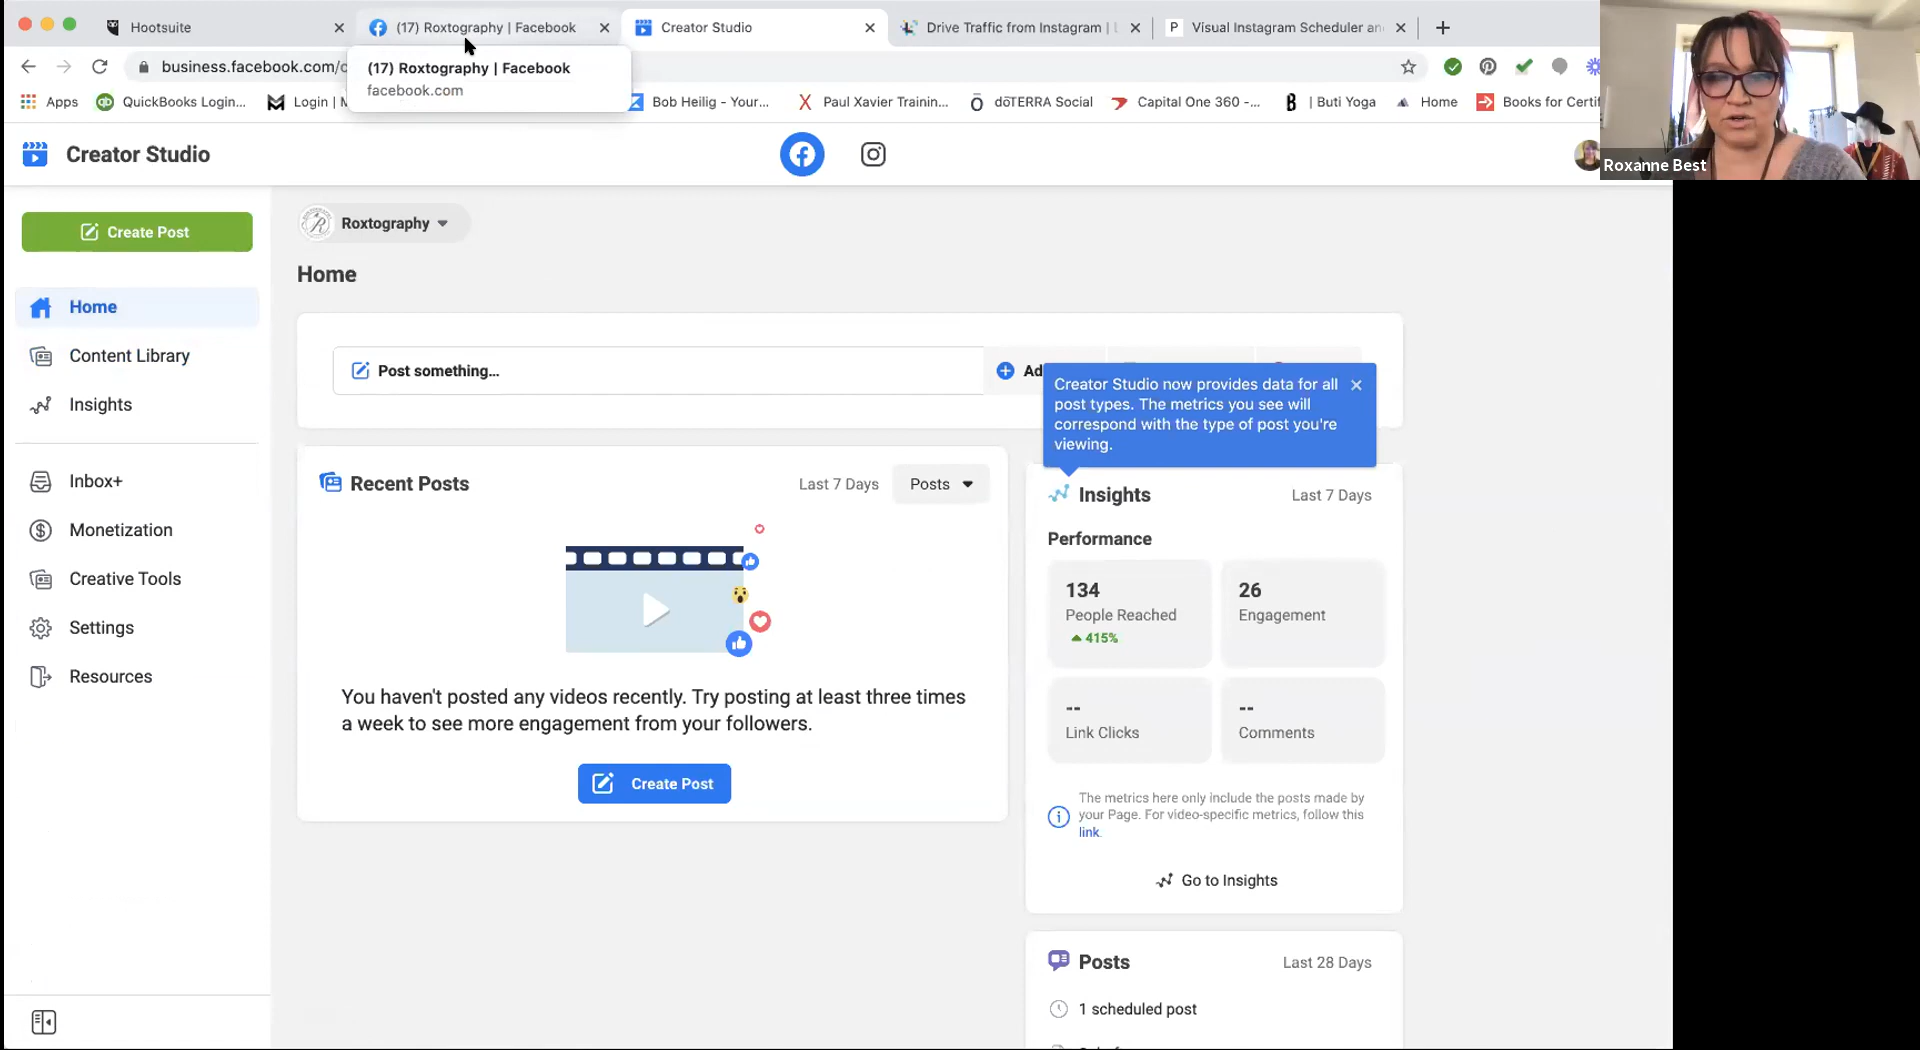 Hootsuite
(17) Roxtography | Facebook
Creator Studio
Drive Traffic from Instagram |
P
Visual Instagram Scheduler an
business.facebook.com/c
(17) Roxtography | Facebook
facebook.com
Apps
QuickBooks Login...
Login |
Bob Heilig - Your...
Paul Xavier Trainin...
dōTERRA Social
Capital One 360 -...
| Buti Yoga
Home
Books for Certif
Roxanne Best
Creator Studio
Create Post
Roxtography
Home
Home
Content Library
Insights
Inbox+
Monetization
Creative Tools
Settings
Resources
Post something...
Ad
Creator Studio now provides data for all
post types. The metrics you see will
correspond with the type of post you're
viewing.
Recent Posts
Last 7 Days
Posts
You haven't posted any videos recently. Try posting at least three times
a week to see more engagement from your followers.
Create Post
Insights
Last 7 Days
Performance
134
People Reached
415%
26
Engagement
--
Link Clicks
--
Comments
The metrics here only include the posts made by
your Page. For video-specific metrics, follow this
link.
Go to Insights
Posts
Last 28 Days
1 scheduled post